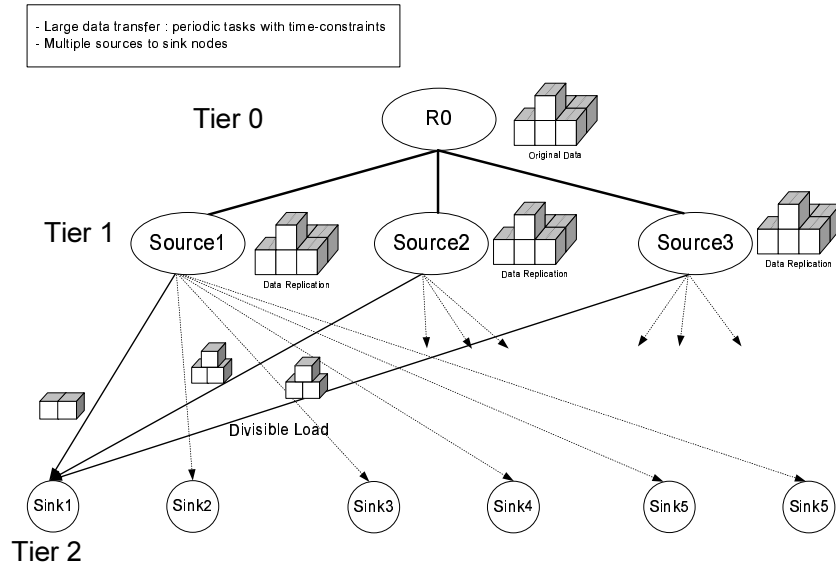 - Large data transfer : periodic tasks with time-constraints
- Multiple sources to sink nodes
Tier 0
R0
Original Data
Tier 1
Source1
Data Replication
Source2
Data Replication
Source3
Data Replication
Divisible Load
Sink1
Sink2
Sink3
Sink4
Sink5
Sink5
Tier 2